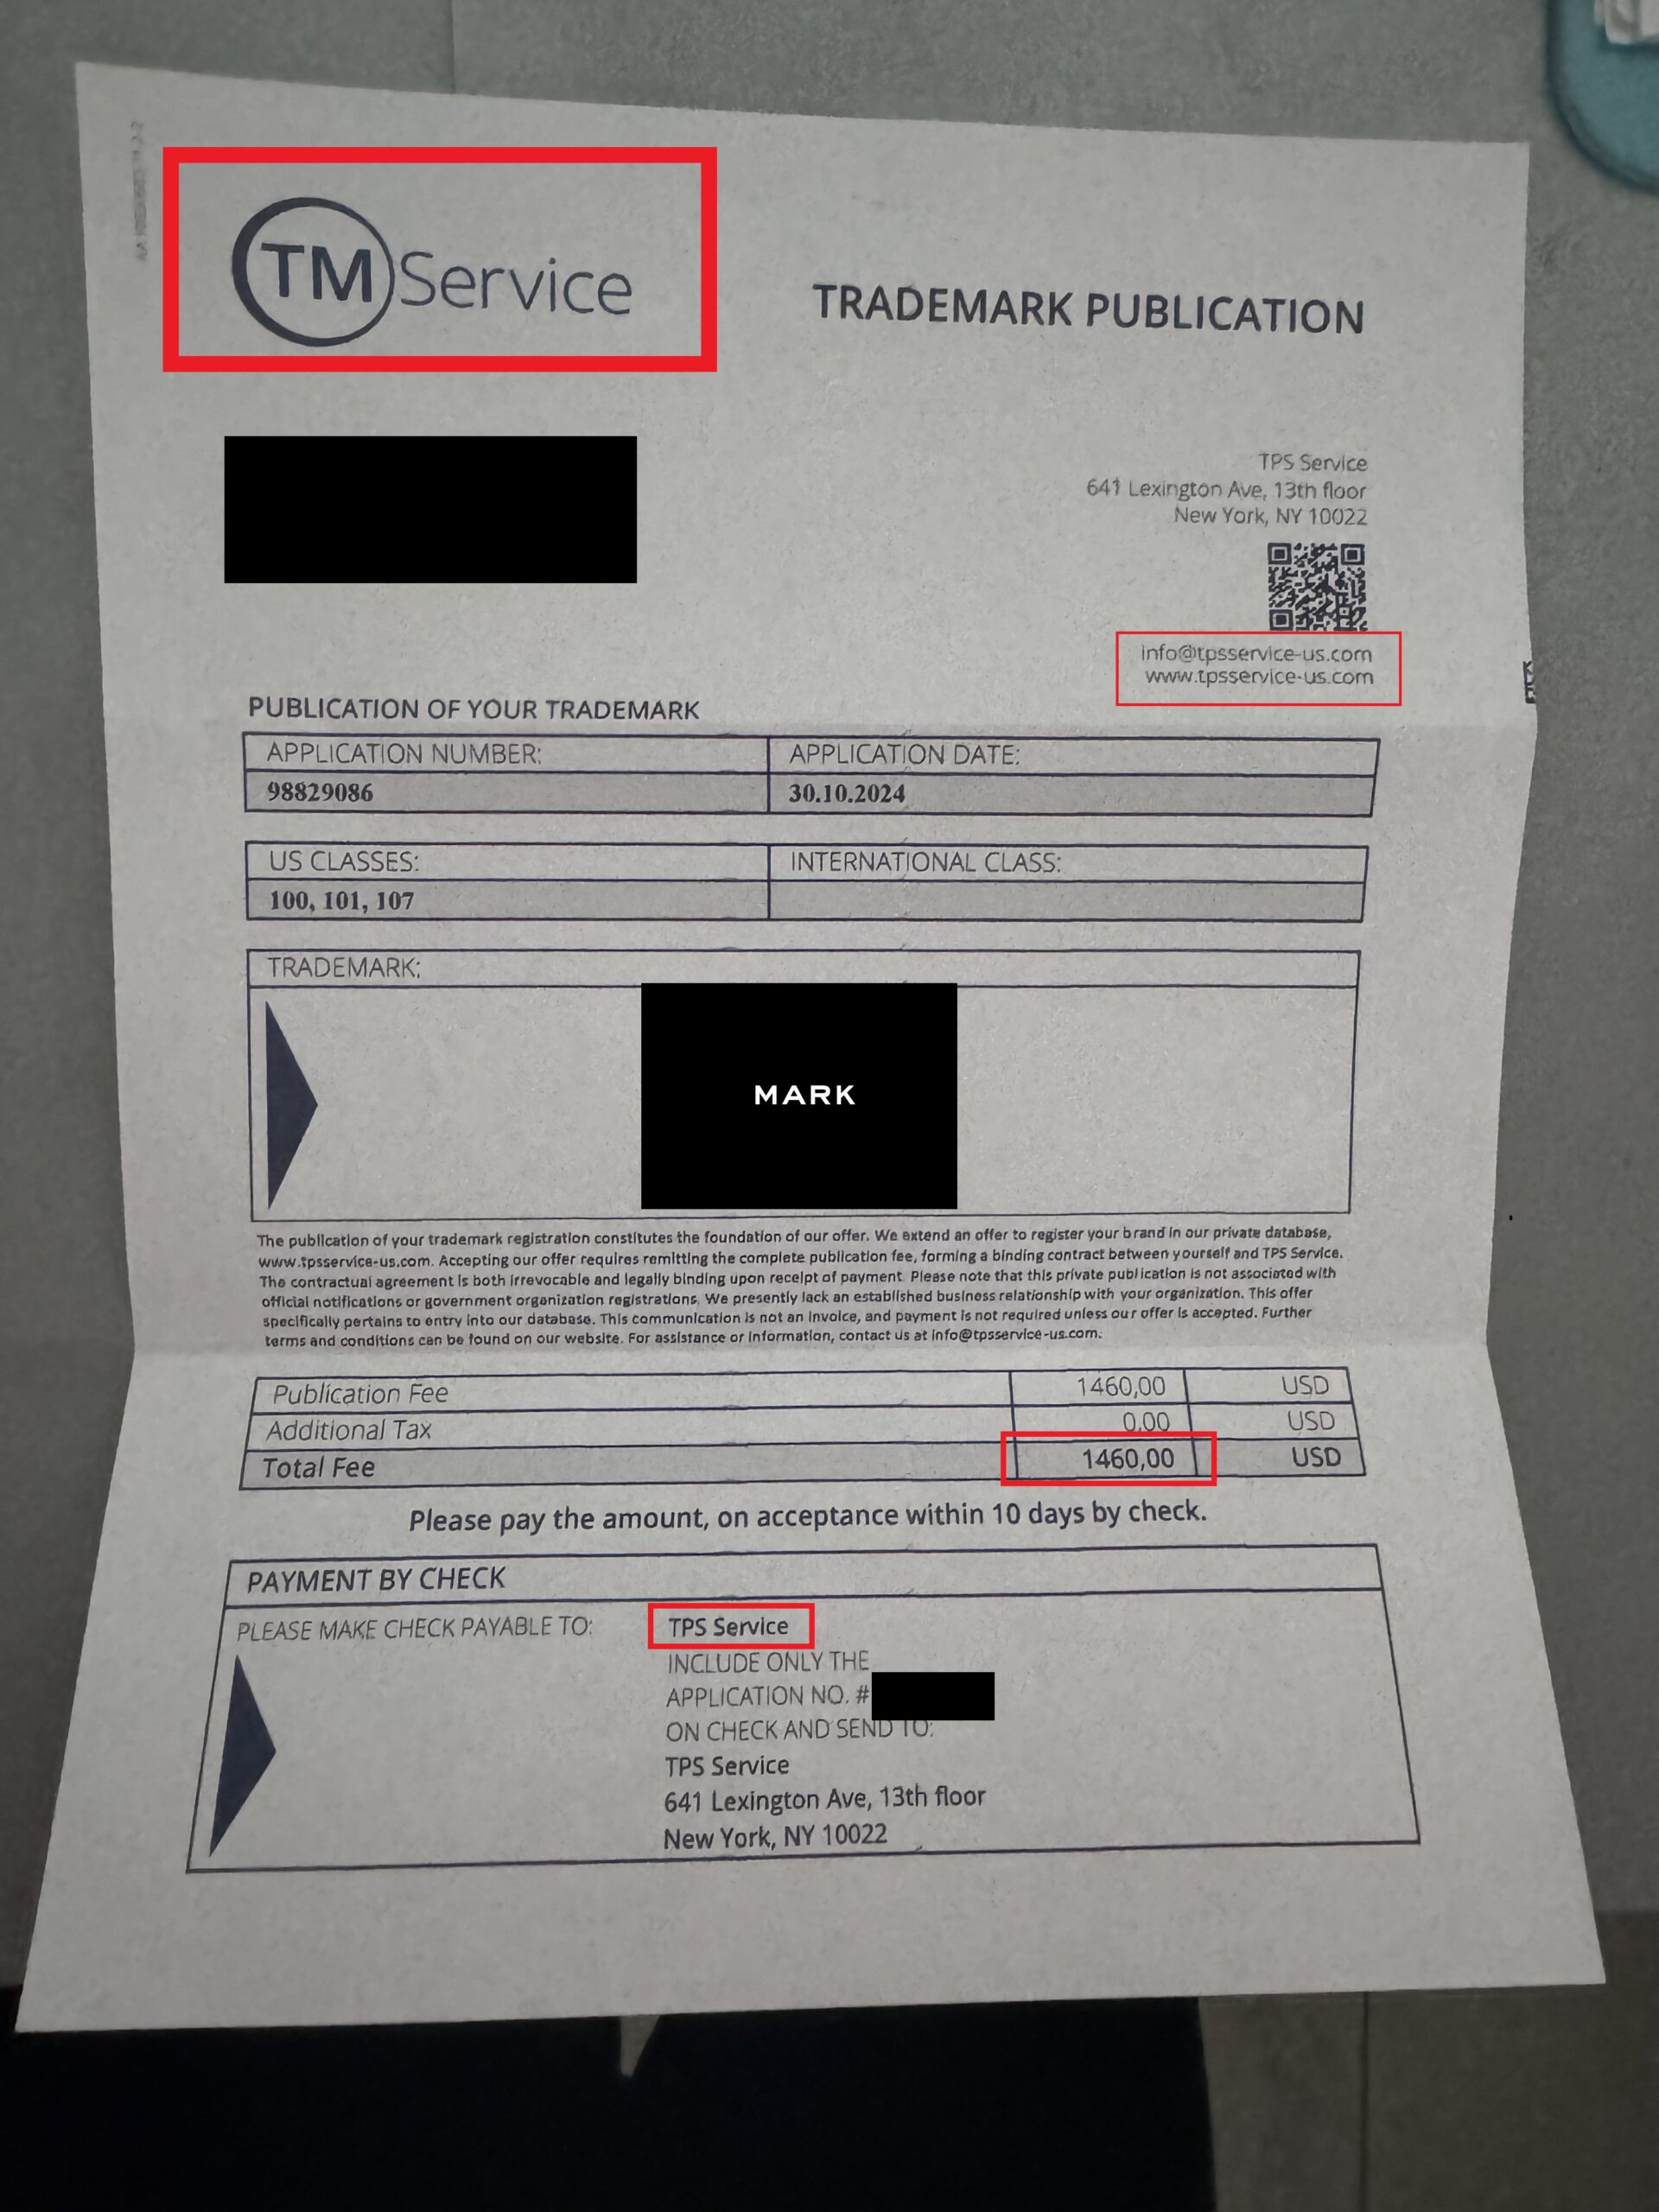 TM Service
TRADEMARK PUBLICATION
TPS Service
641 Lexington Ave, 13th floor
New York, NY 10022
info@tpsservice-us.com
www.tpsservice-us.com
PUBLICATION OF YOUR TRADEMARK
APPLICATION NUMBER: APPLICATION DATE:
98829086 30.10.2024
US CLASSES: INTERNATIONAL CLASS:
100, 101, 107
TRADEMARK:
MARK
The publication of your trademark registration constitutes the foundation of our offer. We extend an offer to register your brand in our private database,
www.tpsservice-us.com. Accepting our offer requires remitting the complete publication fee, forming a binding contract between yourself and TPS Service.
The contractual agreement is both irrevocable and legally binding upon receipt of payment. Please note that this private publication is not associated with
official notifications or government organization registrations. We presently lack an established business relationship with your organization. This offer
specifically pertains to entry into our database. This communication is not an invoice, and payment is not required unless our offer is accepted. Further
terms and conditions can be found on our website. For assistance or information, contact us at info@tpsservice-us.com.
Publication Fee 1460,00 USD
Additional Tax 0,00 USD
Total Fee 1460,00 USD
Please pay the amount, on acceptance within 10 days by check.
PAYMENT BY CHECK
PLEASE MAKE CHECK PAYABLE TO: TPS Service
INCLUDE ONLY THE
APPLICATION NO. #
ON CHECK AND SEND TO:
TPS Service
641 Lexington Ave, 13th floor
New York, NY 10022